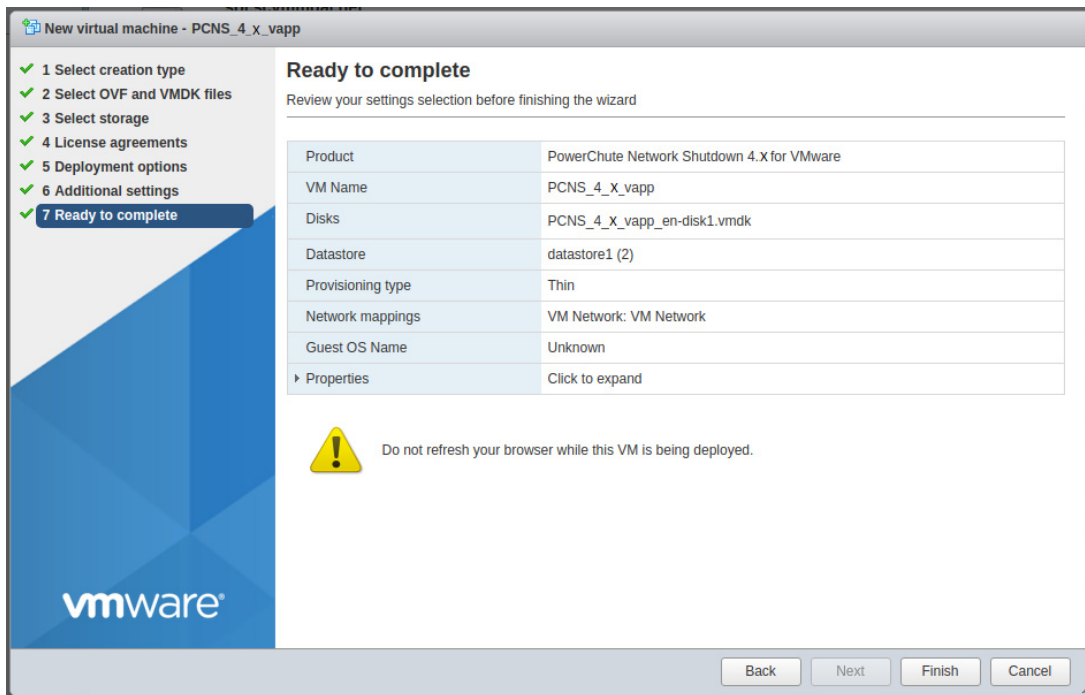 New virtual machine - PCNS_4_x_vapp
1 Select creation type
2 Select OVF and VMDK files
3 Select storage
4 License agreements
5 Deployment options
6 Additional settings
7 Ready to complete
Ready to complete
Review your settings selection before finishing the wizard
Product PowerChute Network Shutdown 4.x for VMware
VM Name PCNS_4_x_vapp
Disks PCNS_4_x_vapp_en-disk1.vmdk
Datastore datastore1 (2)
Provisioning type Thin
Network mappings VM Network: VM Network
Guest OS Name Unknown
Properties Click to expand
Do not refresh your browser while this VM is being deployed.
vmware®
Back Next Finish Cancel